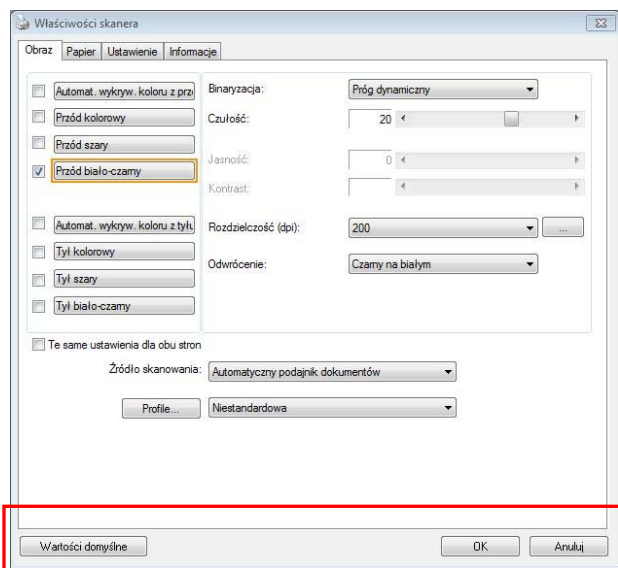 Właściwości skanera
Obraz Papier Ustawienie Informacje
Automat. wykryw. koloru z prz
Przód kolorowy
Przód szary
Przód biało-czarny
Automat. wykryw. koloru z tyłu
Tył kolorowy
Tył szary
Tył biało-czarny
Binaryzacja: Próg dynamiczny
Czułość: 20
Jasność: 0
Kontrast:
Rozdzielczość (dpi): 200 ...
Odwrócenie: Czarny na białym
Te same ustawienia dla obu stron
Źródło skanowania: Automatyczny podajnik dokumentów
Profile... Niestandardowa
Wartości domyślne OK Anuluj